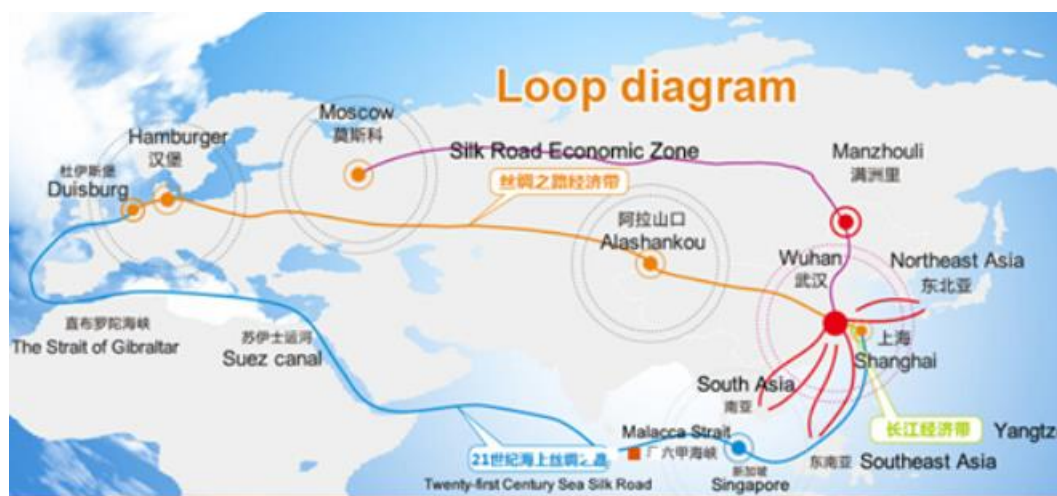 Loop diagram
Moscow
莫斯科
Hamburger
汉堡
杜伊斯堡
Duisburg
Silk Road Economic Zone
丝绸之路经济带
Manzhouli
满洲里
阿拉山口
Alashankou
Wuhan
武汉
Northeast Asia
东北亚
直布罗陀海峡
The Strait of Gibraltar
苏伊士运河
Suez canal
上海
Shanghai
South Asia
南亚
长江经济带
Yangtz
Malacca Strait
六甲海峡
21世纪海上丝绸之
Twenty-first Century Sea Silk Road
新加坡
Singapore
东南亚 Southeast Asia